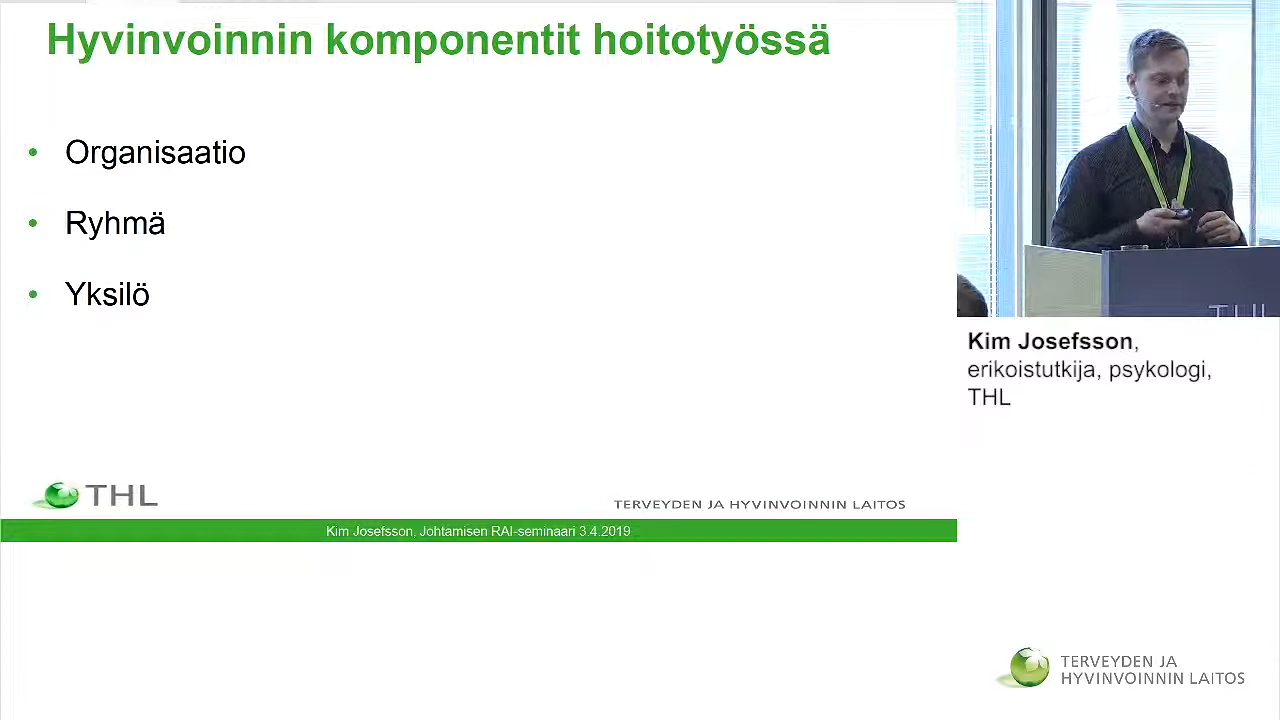 Hyvinvoinnin komponentit hoitotyössä
• Organisaatio
• Ryhmä
• Yksilö
THL
TERVEYDEN JA HYVINVOINNIN LAITOS
Kim Josefsson, Johtamisen RAI-seminaari 3.4.2019
THL
Kim Josefsson,
erikoistutkija, psykologi,
THL
TERVEYDEN JA
HYVINVOINNIN LAITOS